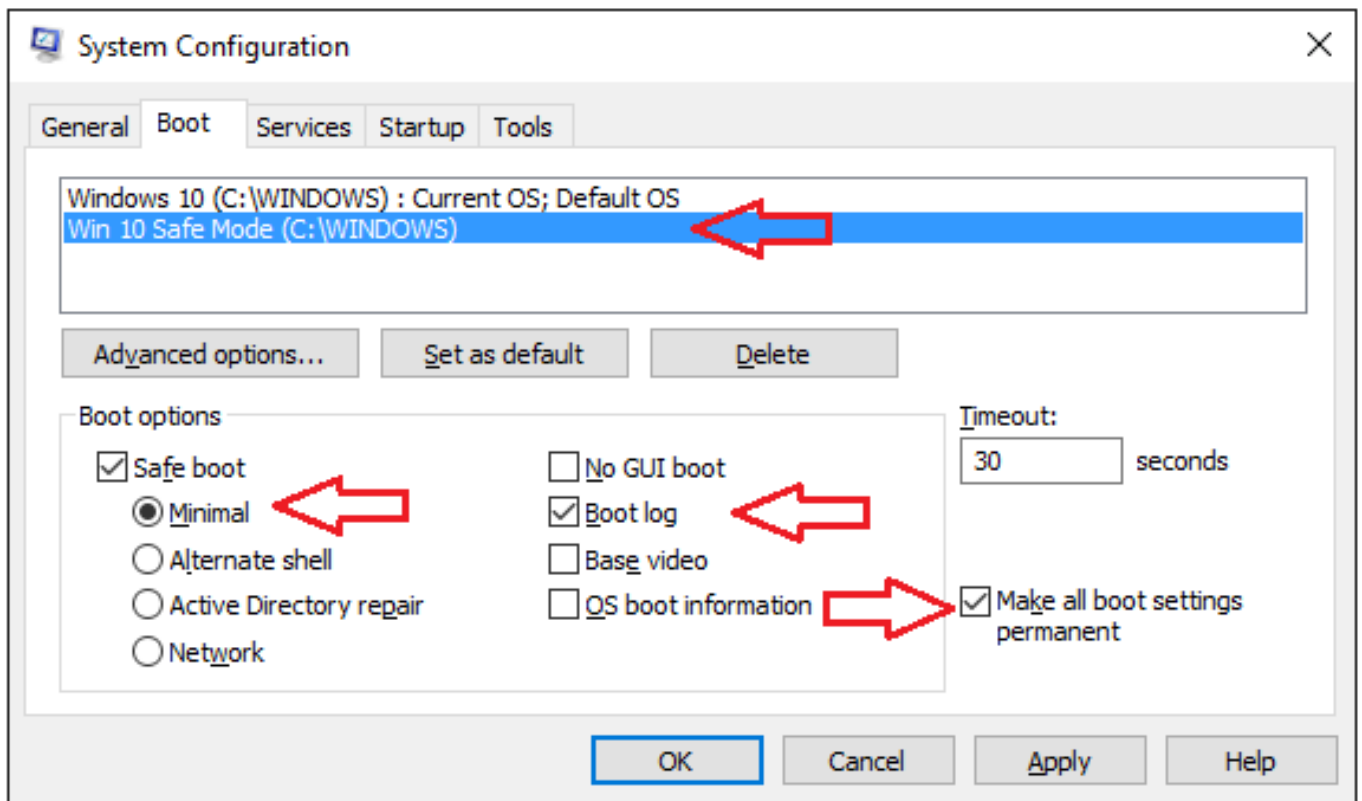 System Configuration
General Boot Services Startup Tools
Windows 10 (C:\WINDOWS) : Current OS; Default OS
Win 10 Safe Mode (C:\WINDOWS)
Advanced options... Set as default Delete
Boot options Timeout:
Safe boot No GUI boot 30 seconds
Minimal Boot log
Alternate shell Base video
Active Directory repair OS boot information Make all boot settings
permanent
Network
OK Cancel Apply Help